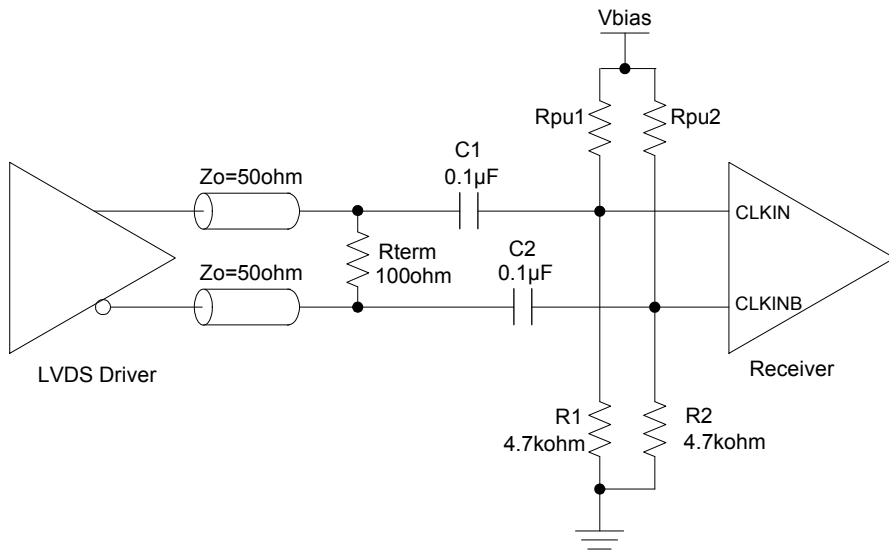 Vbias
Rpu1
Rpu2
C1
0.1µF
Zo=50ohm
CLKIN
Rterm
100ohm
C2
0.1µF
Zo=50ohm
CLKINB
LVDS Driver
Receiver
R1
4.7kohm
R2
4.7kohm